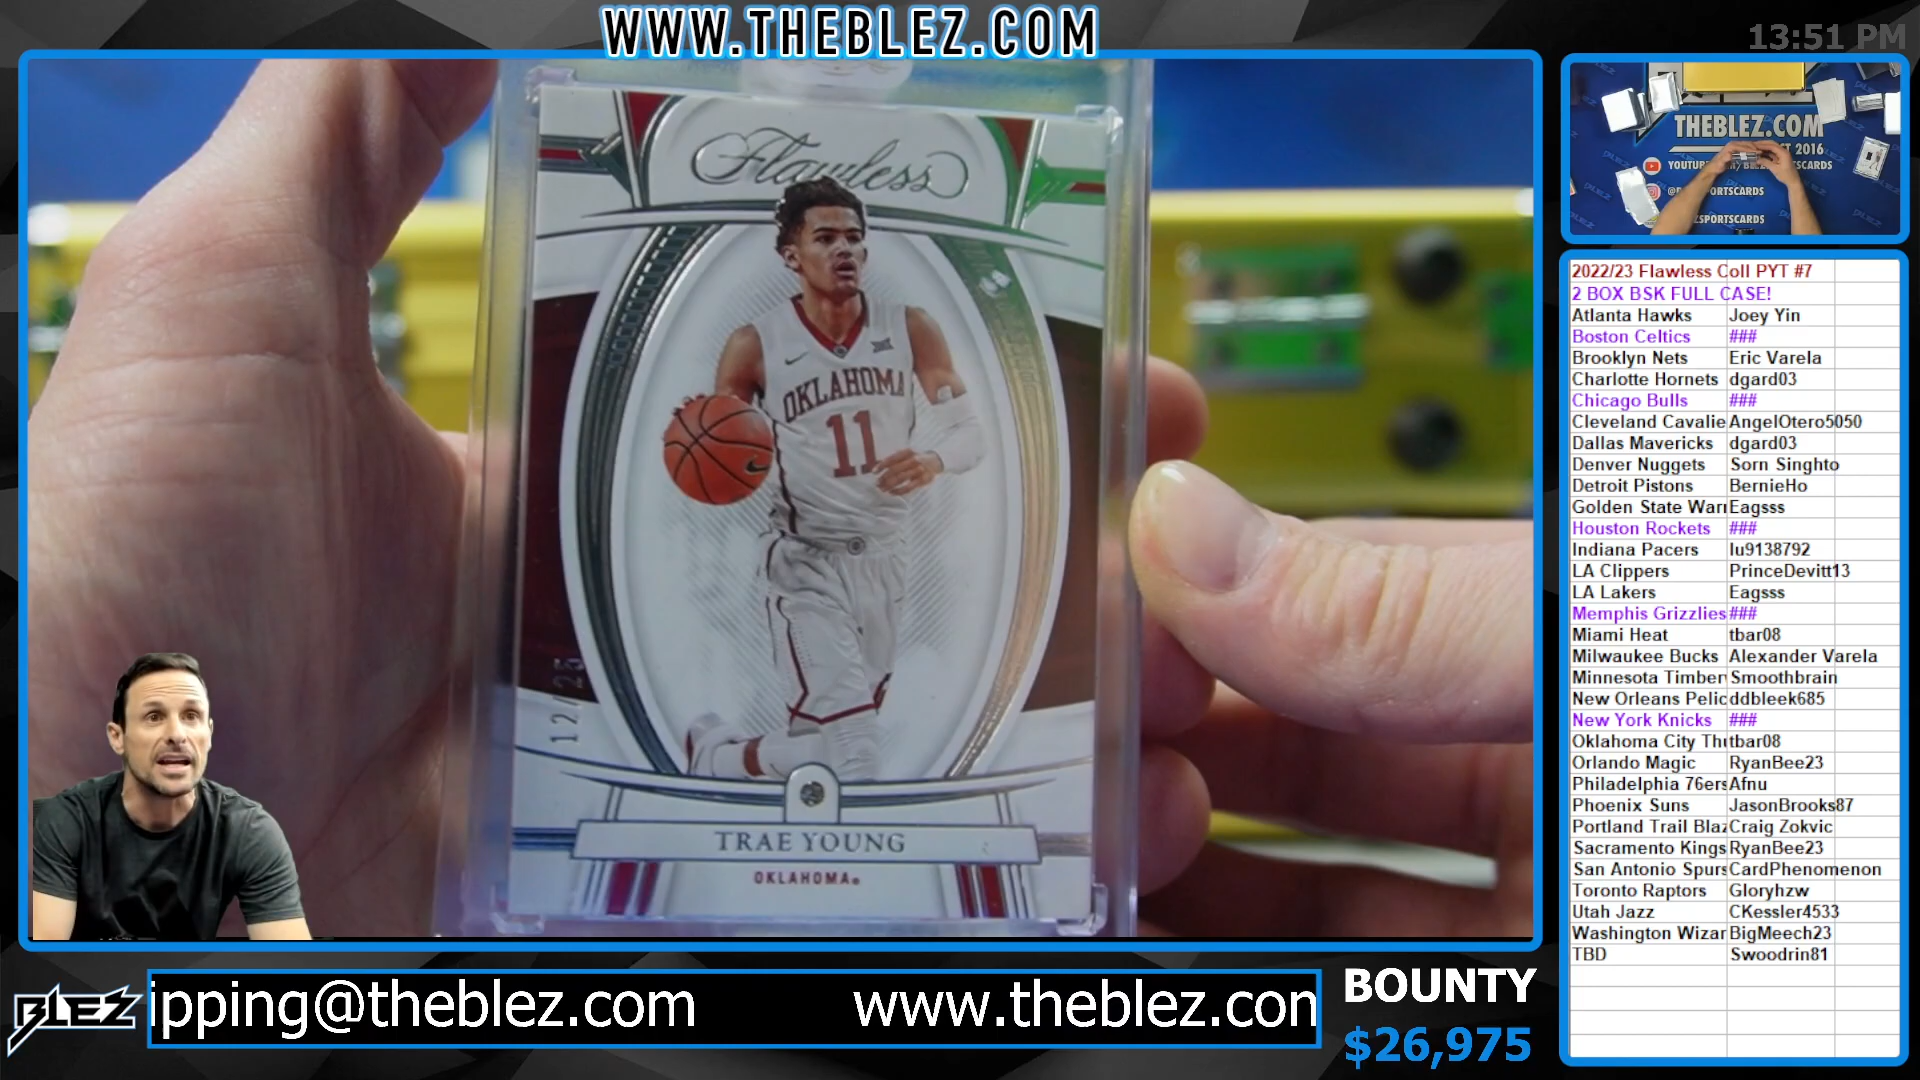 WWW.THEBLEZ.COM
13:51 PM
Flawless
OKLAHOMA
11
12/25
TRAE YOUNG
OKLAHOMA
THEBLEZ.COM
2022/23 Flawless Coll PYT #7
2 BOX BSK FULL CASE!
Atlanta Hawks Joey Yin
Boston Celtics ###
Brooklyn Nets Eric Varela
Charlotte Hornets dgard03
Chicago Bulls ###
Cleveland Cavalie AngelOtero5050
Dallas Mavericks dgard03
Denver Nuggets Sorn Singhto
Detroit Pistons BernieHo
Golden State Warr Eagsss
Houston Rockets ###
Indiana Pacers lu9138792
LA Clippers PrinceDevitt13
LA Lakers Eagsss
Memphis Grizzlies ###
Miami Heat tbar08
Milwaukee Bucks Alexander Varela
Minnesota Timber Smoothbrain
New Orleans Pelic ddbleek685
New York Knicks ###
Oklahoma City Thu tbar08
Orlando Magic RyanBee23
Philadelphia 76ers Afnu
Phoenix Suns JasonBrooks87
Portland Trail Blaz Craig Zokvic
Sacramento Kings RyanBee23
San Antonio Spurs CardPhenomenon
Toronto Raptors Gloryhzw
Utah Jazz CKessler4533
Washington Wizar BigMeech23
TBD Swoodrin81
BLEZ
ipping@theblez.com www.theblez.con
BOUNTY
$26,975